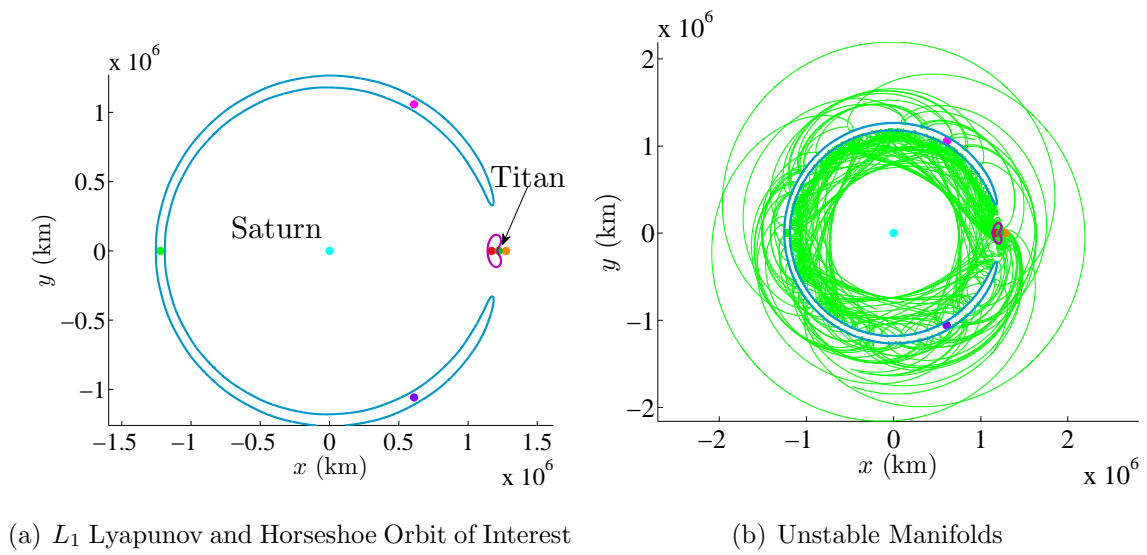 x 10^6
1
0.5
0
−0.5
−1
y (km)
Saturn
Titan
−1.5 −1 −0.5 0 0.5 1 1.5
x (km)
x 10^6
(a) L_1 Lyapunov and Horseshoe Orbit of Interest
x 10^6
2
1
0
−1
−2
y (km)
−2 −1 0 1 2
x (km)
x 10^6
(b) Unstable Manifolds